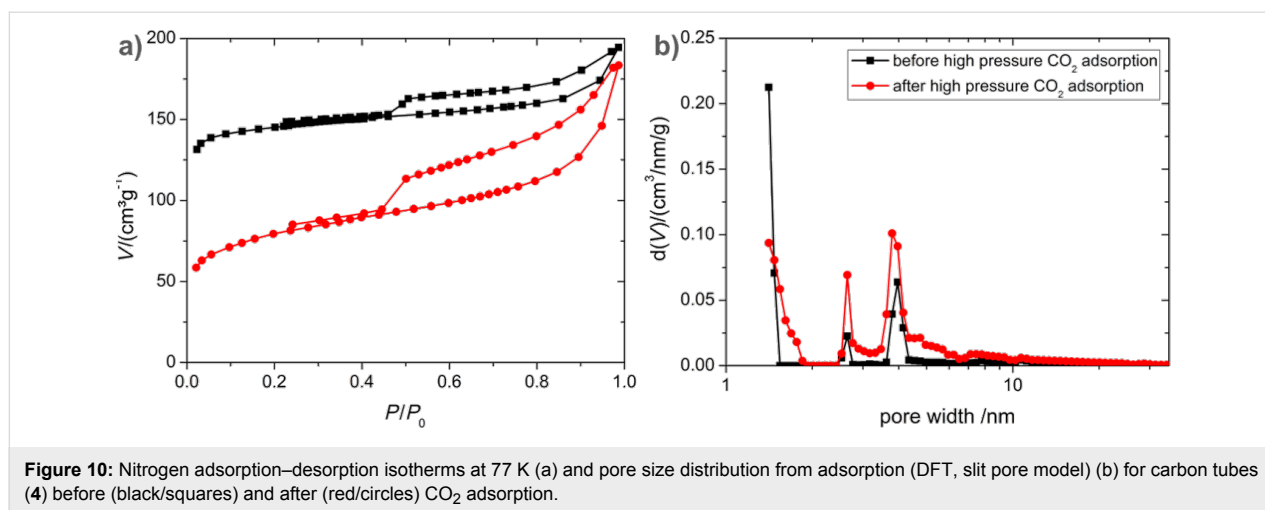 a)
200
150
100
50
0
V/(cm³g⁻¹)
0.0 0.2 0.4 0.6 0.8 1.0
P/P₀
b)
0.25
0.20
0.15
0.10
0.05
0.00
d(V)/(cm³/nm/g)
before high pressure CO₂ adsorption
after high pressure CO₂ adsorption
1 10
pore width /nm
Figure 10: Nitrogen adsorption–desorption isotherms at 77 K (a) and pore size distribution from adsorption (DFT, slit pore model) (b) for carbon tubes
(4) before (black/squares) and after (red/circles) CO₂ adsorption.